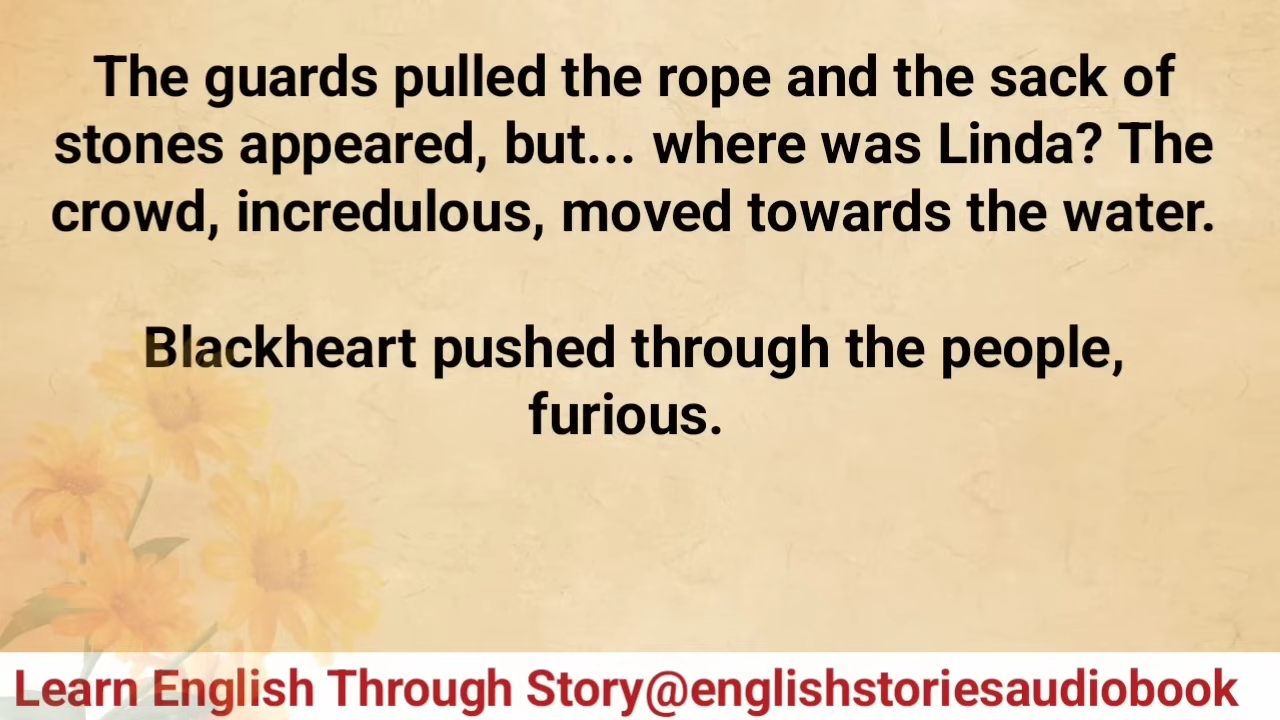 The guards pulled the rope and the sack of
stones appeared, but... where was Linda? The
crowd, incredulous, moved towards the water.
Blackheart pushed through the people,
furious.
Learn English Through Story@englishstoriesaudiobook